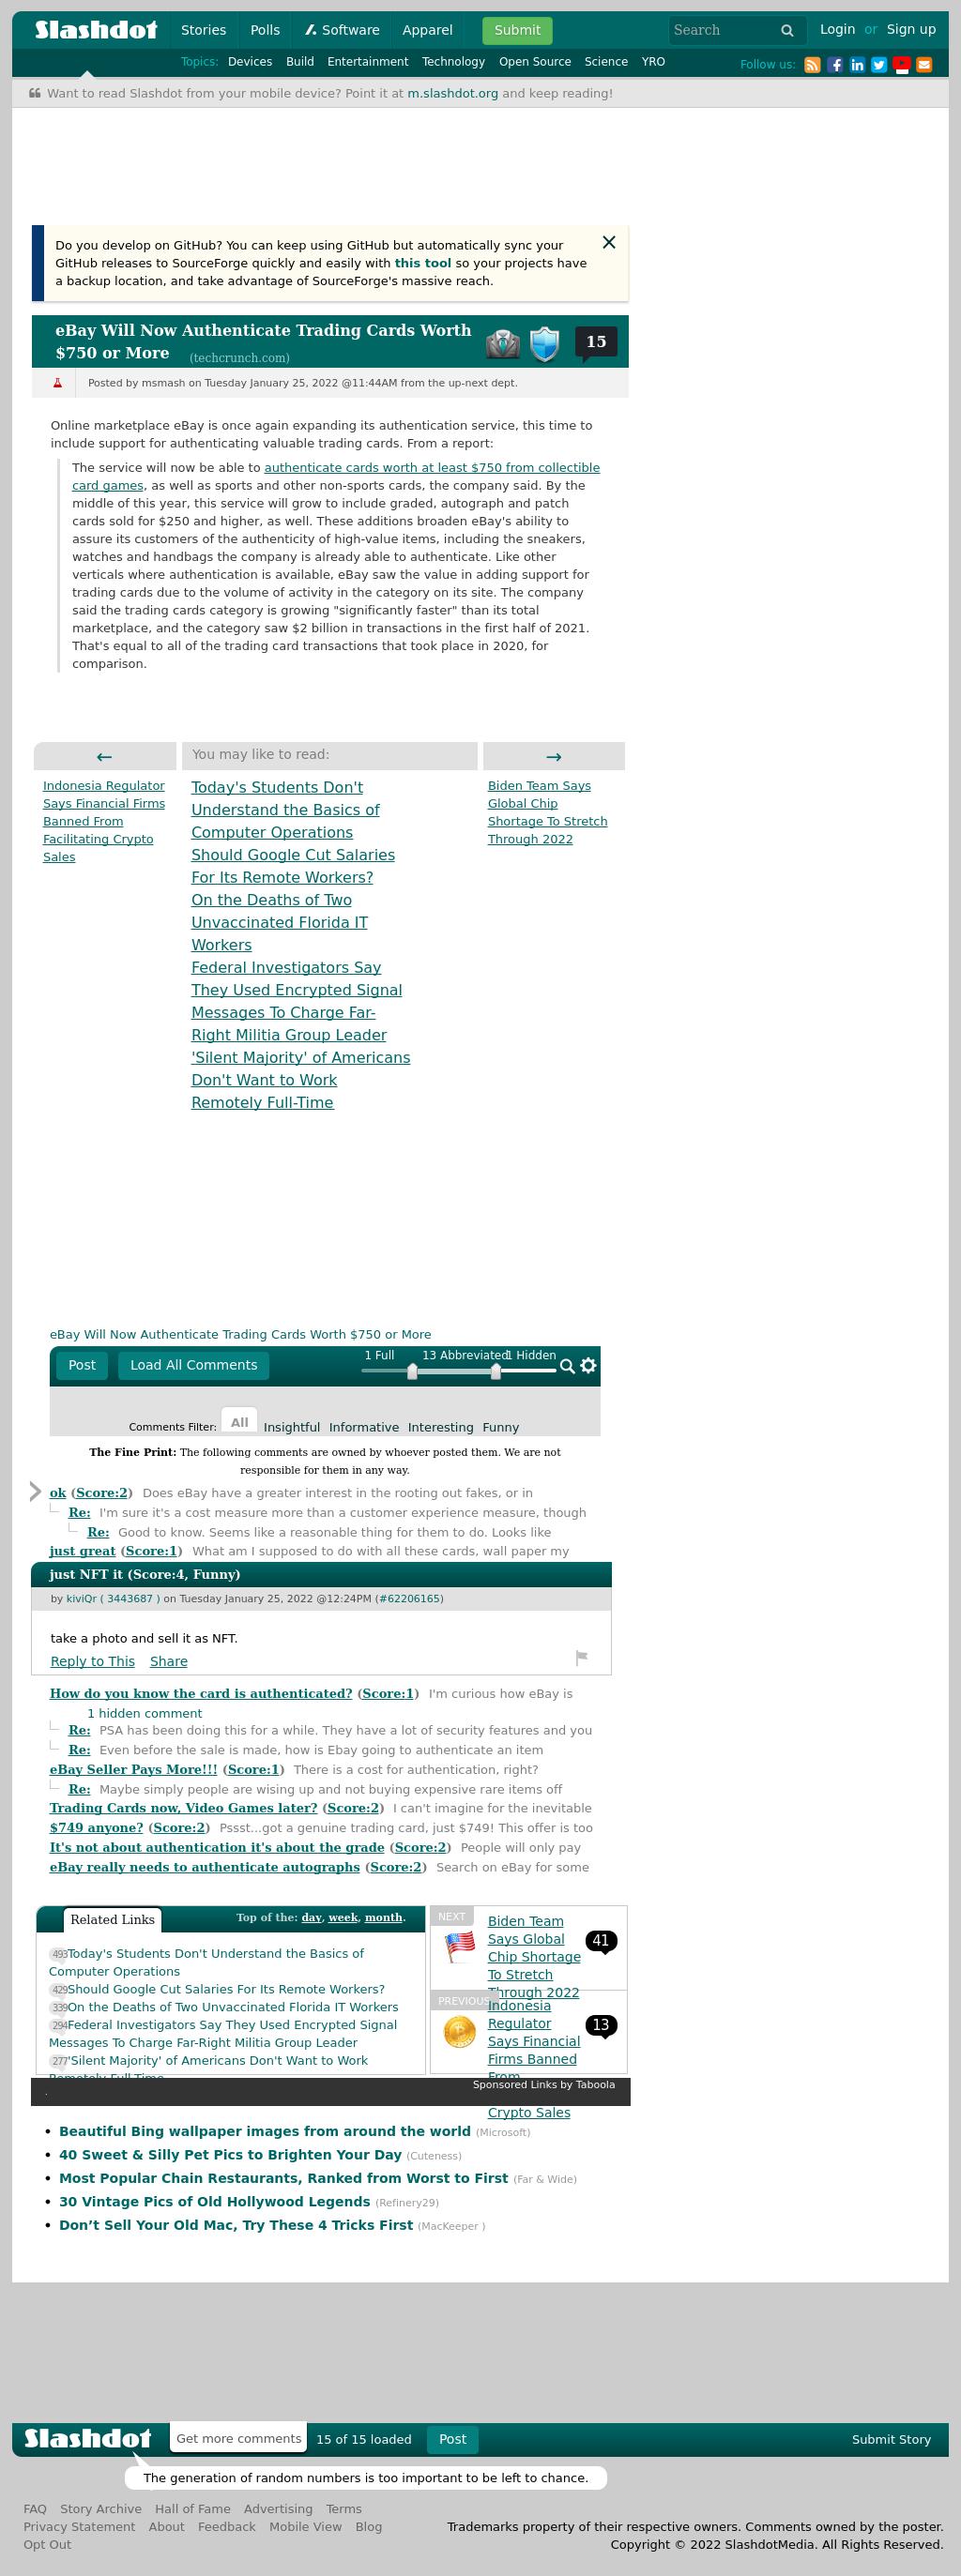 Slashdot Stories Polls Software Apparel Submit Search Login or Sign up
Topics: Devices Build Entertainment Technology Open Source Science YRO Follow us:
Want to read Slashdot from your mobile device? Point it at m.slashdot.org and keep reading!
Do you develop on GitHub? You can keep using GitHub but automatically sync your
GitHub releases to SourceForge quickly and easily with this tool so your projects have
a backup location, and take advantage of SourceForge's massive reach.
eBay Will Now Authenticate Trading Cards Worth
$750 or More (techcrunch.com)
15
Posted by msmash on Tuesday January 25, 2022 @11:44AM from the up-next dept.
Online marketplace eBay is once again expanding its authentication service, this time to
include support for authenticating valuable trading cards. From a report:
The service will now be able to authenticate cards worth at least $750 from collectible
card games, as well as sports and other non-sports cards, the company said. By the
middle of this year, this service will grow to include graded, autograph and patch
cards sold for $250 and higher, as well. These additions broaden eBay's ability to
assure its customers of the authenticity of high-value items, including the sneakers,
watches and handbags the company is already able to authenticate. Like other
verticals where authentication is available, eBay saw the value in adding support for
trading cards due to the volume of activity in the category on its site. The company
said the trading cards category is growing "significantly faster" than its total
marketplace, and the category saw $2 billion in transactions in the first half of 2021.
That's equal to all of the trading card transactions that took place in 2020, for
comparison.
←
Indonesia Regulator
Says Financial Firms
Banned From
Facilitating Crypto
Sales
You may like to read:
Today's Students Don't
Understand the Basics of
Computer Operations
Should Google Cut Salaries
For Its Remote Workers?
On the Deaths of Two
Unvaccinated Florida IT
Workers
Federal Investigators Say
They Used Encrypted Signal
Messages To Charge Far-
Right Militia Group Leader
'Silent Majority' of Americans
Don't Want to Work
Remotely Full-Time
→
Biden Team Says
Global Chip
Shortage To Stretch
Through 2022
eBay Will Now Authenticate Trading Cards Worth $750 or More
Post Load All Comments 1 Full 13 Abbreviated 1 Hidden
Comments Filter: All Insightful Informative Interesting Funny
The Fine Print: The following comments are owned by whoever posted them. We are not
responsible for them in any way.
ok (Score:2) Does eBay have a greater interest in the rooting out fakes, or in
Re: I'm sure it's a cost measure more than a customer experience measure, though
Re: Good to know. Seems like a reasonable thing for them to do. Looks like
just great (Score:1) What am I supposed to do with all these cards, wall paper my
just NFT it (Score:4, Funny)
by kiviQr ( 3443687 ) on Tuesday January 25, 2022 @12:24PM (#62206165)
take a photo and sell it as NFT.
Reply to This Share
How do you know the card is authenticated? (Score:1) I'm curious how eBay is
1 hidden comment
Re: PSA has been doing this for a while. They have a lot of security features and you
Re: Even before the sale is made, how is Ebay going to authenticate an item
eBay Seller Pays More!!! (Score:1) There is a cost for authentication, right?
Re: Maybe simply people are wising up and not buying expensive rare items off
Trading Cards now, Video Games later? (Score:2) I can't imagine for the inevitable
$749 anyone? (Score:2) Pssst...got a genuine trading card, just $749! This offer is too
It's not about authentication it's about the grade (Score:2) People will only pay
eBay really needs to authenticate autographs (Score:2) Search on eBay for some
Related Links Top of the: day, week, month.
493 Today's Students Don't Understand the Basics of
Computer Operations
429 Should Google Cut Salaries For Its Remote Workers?
339 On the Deaths of Two Unvaccinated Florida IT Workers
294 Federal Investigators Say They Used Encrypted Signal
Messages To Charge Far-Right Militia Group Leader
277 'Silent Majority' of Americans Don't Want to Work
Remotely Full-Time
NEXT
Biden Team
Says Global
Chip Shortage
To Stretch
Through 2022
41
PREVIOUS
Indonesia
Regulator
Says Financial
Firms Banned
From
Crypto Sales
13
. Sponsored Links by Taboola
• Beautiful Bing wallpaper images from around the world (Microsoft)
• 40 Sweet & Silly Pet Pics to Brighten Your Day (Cuteness)
• Most Popular Chain Restaurants, Ranked from Worst to First (Far & Wide)
• 30 Vintage Pics of Old Hollywood Legends (Refinery29)
• Don’t Sell Your Old Mac, Try These 4 Tricks First (MacKeeper )
Slashdot Get more comments 15 of 15 loaded Post Submit Story
The generation of random numbers is too important to be left to chance.
FAQ Story Archive Hall of Fame Advertising Terms
Privacy Statement About Feedback Mobile View Blog
Opt Out
Trademarks property of their respective owners. Comments owned by the poster.
Copyright © 2022 SlashdotMedia. All Rights Reserved.